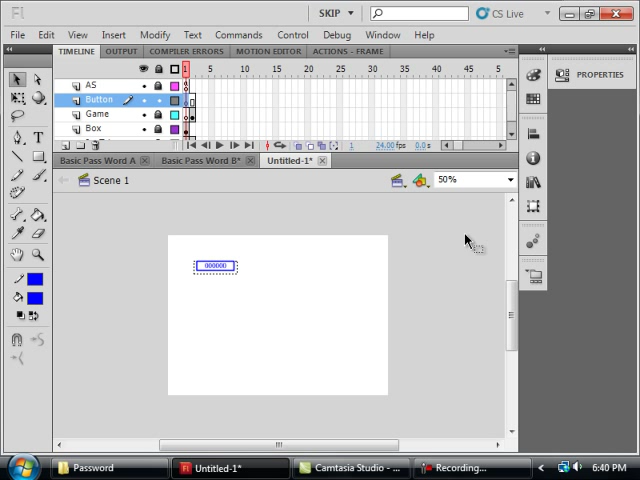 Fl SKIP CS Live
File Edit View Insert Modify Text Commands Control Debug Window Help
TIMELINE OUTPUT COMPILER ERRORS MOTION EDITOR ACTIONS - FRAME
PROPERTIES
1 5 10 15 20 25 30 35 40 45 5
AS
Button
Game
Box
1 24.00fps 0.0s
Basic Pass Word A Basic Pass Word B* Untitled-1*
Scene 1 50%
000000
Password Untitled-1* Camtasia Studio - ... Recording... 6:40 PM